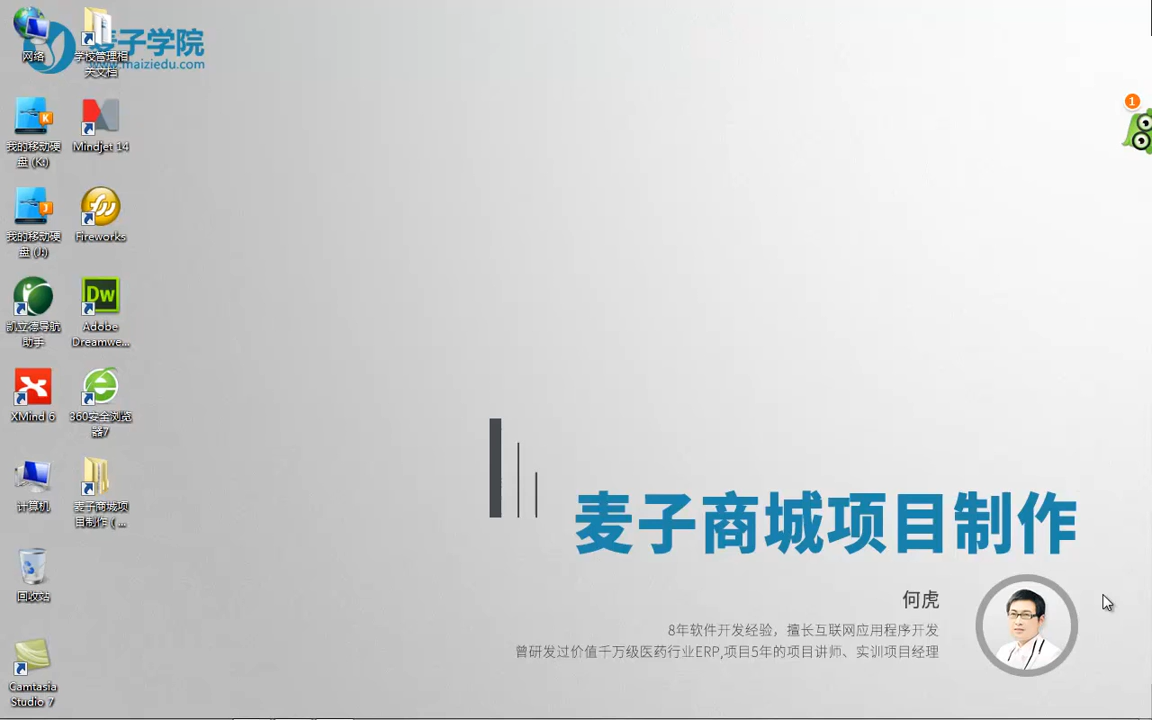 麦子学院
www.maiziedu.com
网络
学校管理相
关文档
我的移动硬
盘 (K:)
Mindjet 14
我的移动硬
盘 (J:)
Fireworks
凯立德导航
助手
Dw
Adobe
Dreamwe...
XMind 6
360安全浏览
器7
计算机
麦子商城项
目制作 ( ...
回收站
Camtasia
Studio 7
1
麦子商城项目制作
何虎
8年软件开发经验，擅长互联网应用程序开发
曾研发过价值千万级医药行业ERP,项目5年的项目讲师、实训项目经理